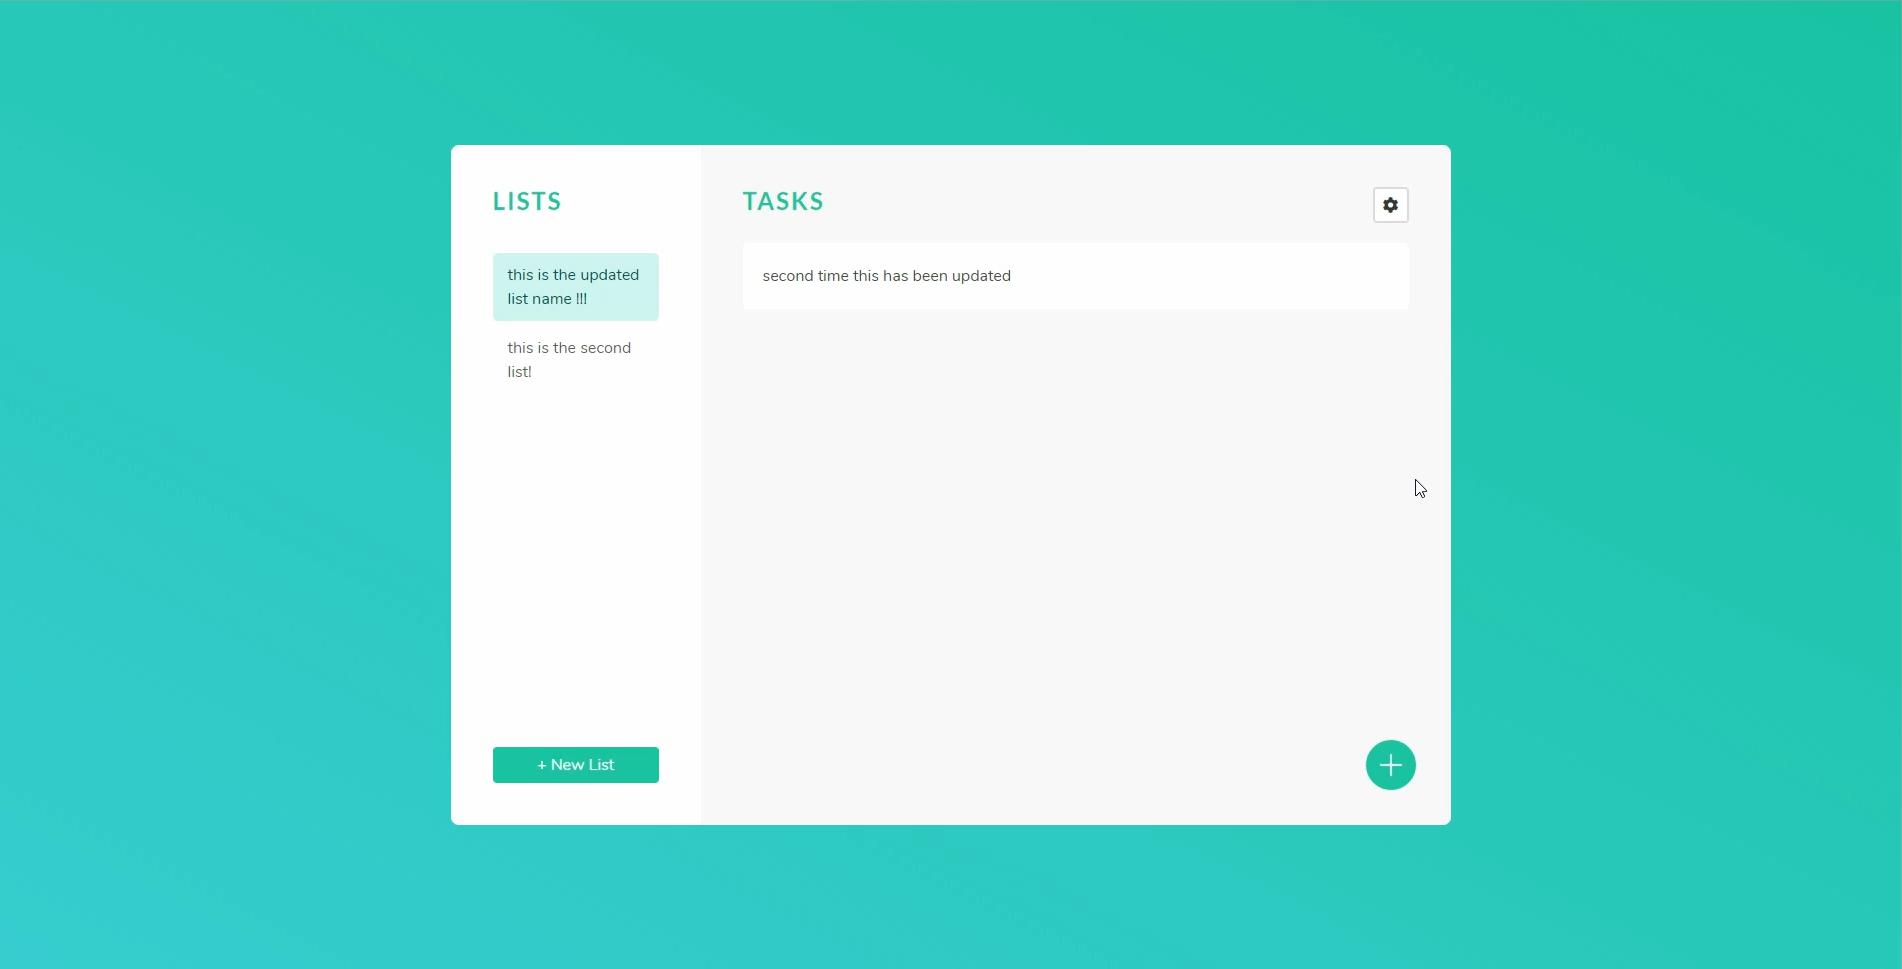 LISTS
this is the updated
list name !!!
this is the second
list!
+ New List
TASKS
second time this has been updated